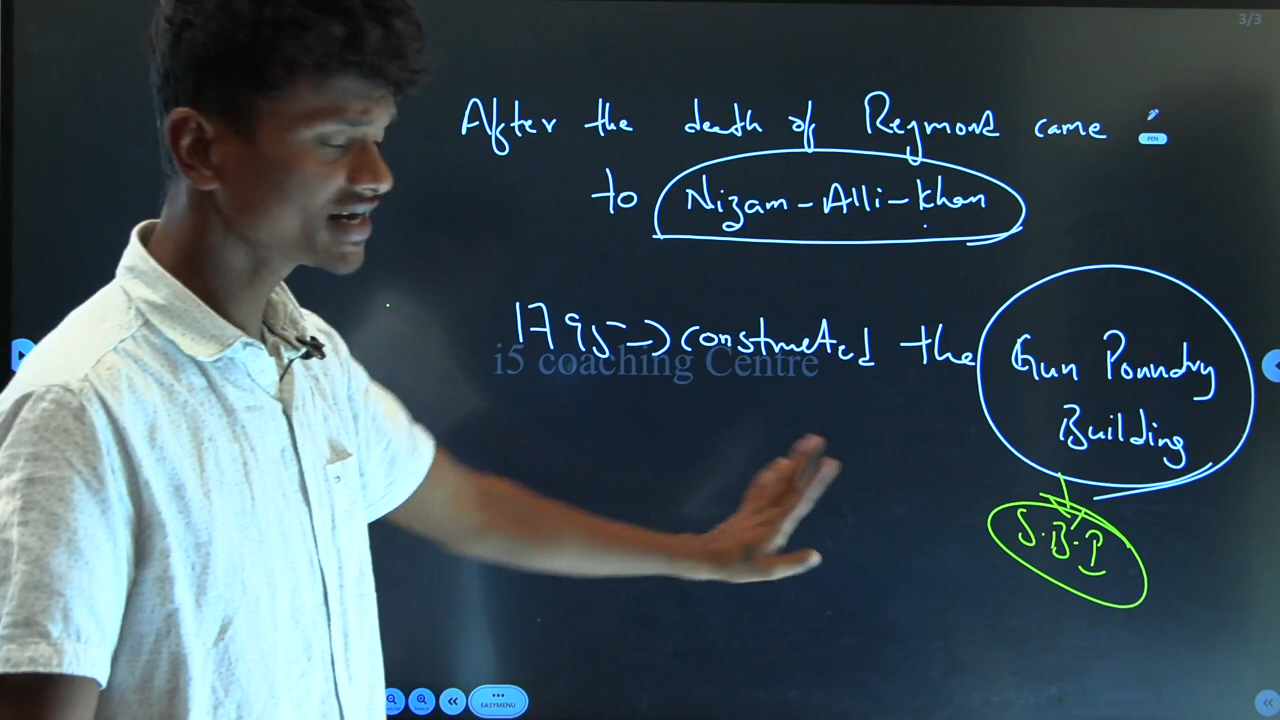 3/3
After the death of Reymond came
PEN
to Nizam-Alli-khan
1795→constructed the Gun Ponndry
i5 coaching Centre
Building
S.B.I
EASYMENU